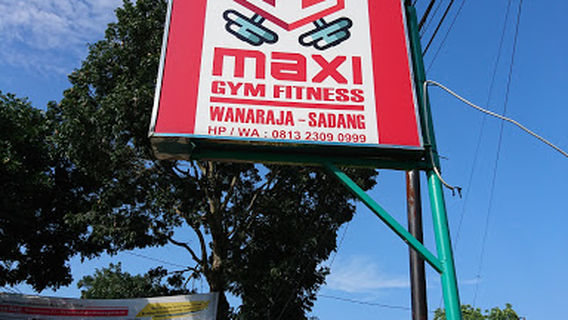 MAXI
GYM FITNESS
WANARAJA - SADANG
HP / WA : 0813 2309 0999